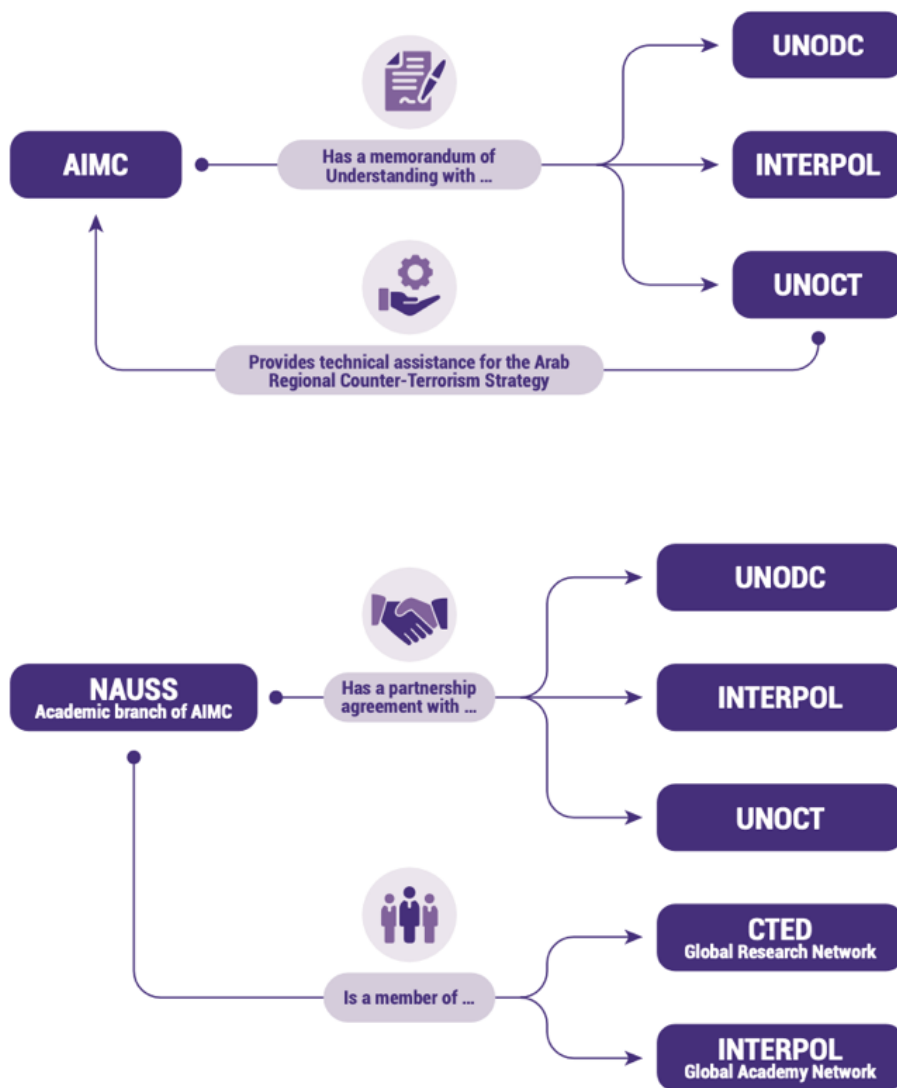 UNODC
AIMC
Has a memorandum of
Understanding with ...
INTERPOL
UNOCT
Provides technical assistance for the Arab
Regional Counter-Terrorism Strategy
UNODC
NAUSS
Academic branch of AIMC
Has a partnership
agreement with ...
INTERPOL
UNOCT
CTED
Global Research Network
Is a member of ...
INTERPOL
Global Academy Network